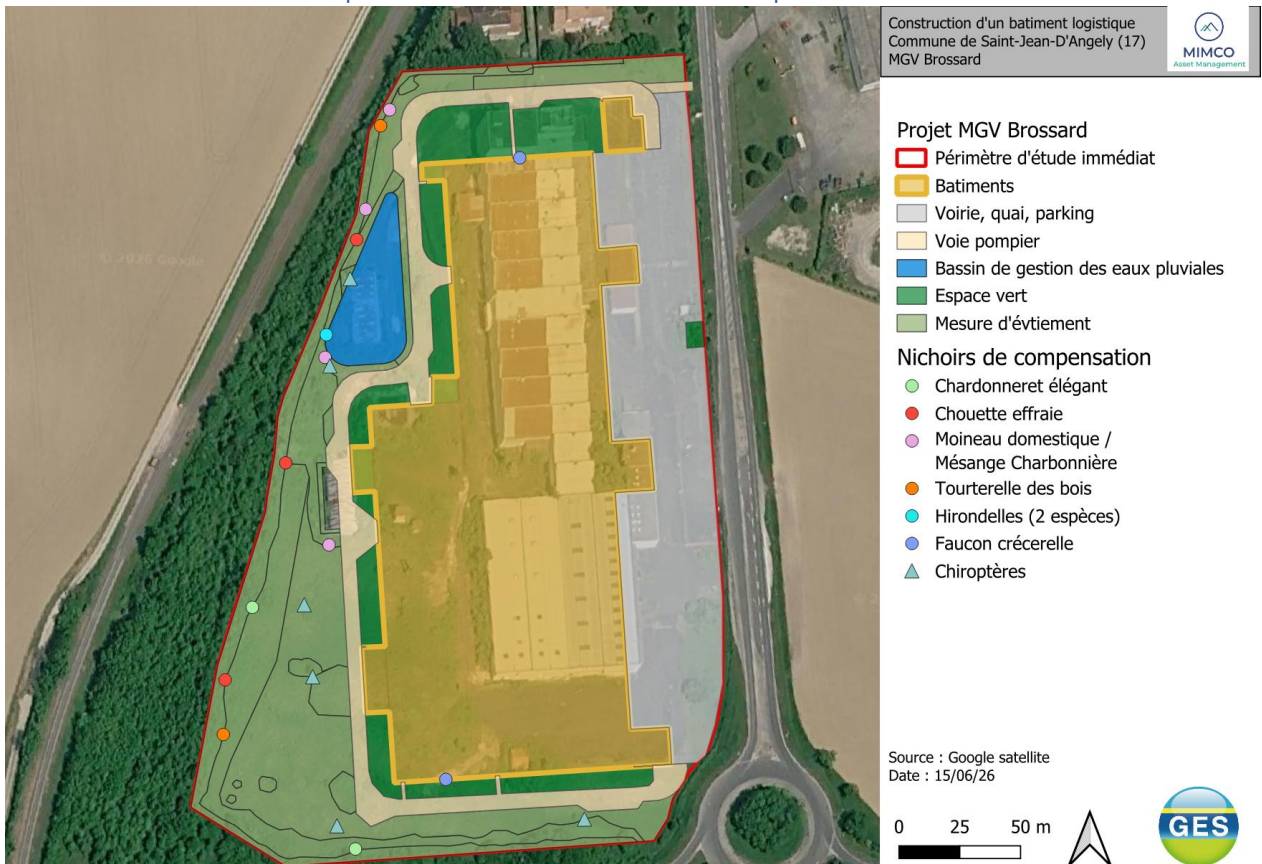 Construction d'un batiment logistique
Commune de Saint-Jean-D'Angely (17)
MGV Brossard
MIMCO
Asset Management
Projet MGV Brossard
Périmètre d'étude immédiat
Batiments
Voirie, quai, parking
Voie pompier
Bassin de gestion des eaux pluviales
Espace vert
Mesure d'évtiement
Nichoirs de compensation
Chardonneret élégant
Chouette effraie
Moineau domestique /
Mésange Charbonnière
Tourterelle des bois
Hirondelles (2 espèces)
Faucon crécerelle
Chiroptères
Source : Google satellite
Date : 15/06/26
0 25 50 m
GES